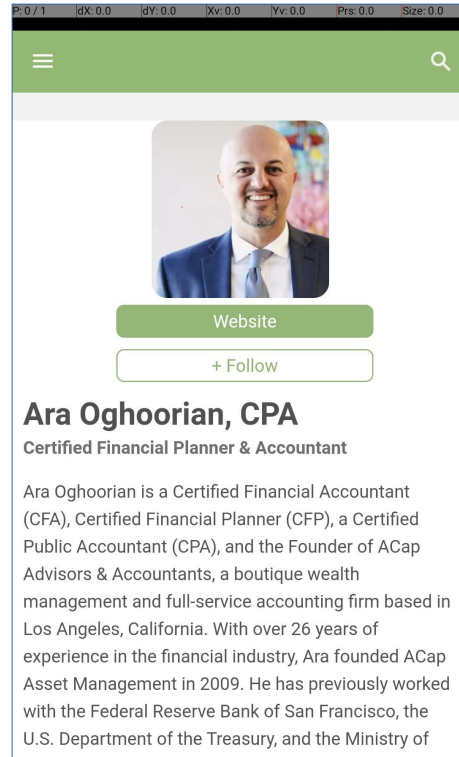 P: 0 / 1 dX: 0.0 dY: 0.0 Xv: 0.0 Yv: 0.0 Prs: 0.0 Size: 0.0
Website
+ Follow
Ara Oghoorian, CPA
Certified Financial Planner & Accountant
Ara Oghoorian is a Certified Financial Accountant
(CFA), Certified Financial Planner (CFP), a Certified
Public Accountant (CPA), and the Founder of ACap
Advisors & Accountants, a boutique wealth
management and full-service accounting firm based in
Los Angeles, California. With over 26 years of
experience in the financial industry, Ara founded ACap
Asset Management in 2009. He has previously worked
with the Federal Reserve Bank of San Francisco, the
U.S. Department of the Treasury, and the Ministry of